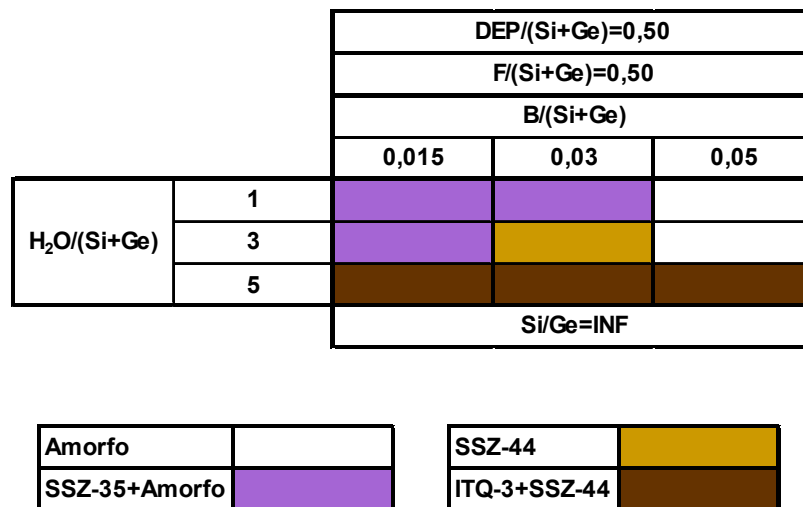 DEP/(Si+Ge)=0,50
F/(Si+Ge)=0,50
B/(Si+Ge)
0,015 0,03 0,05
H₂O/(Si+Ge)
1
3
5
Si/Ge=INF
Amorfo SSZ-44
SSZ-35+Amorfo ITQ-3+SSZ-44